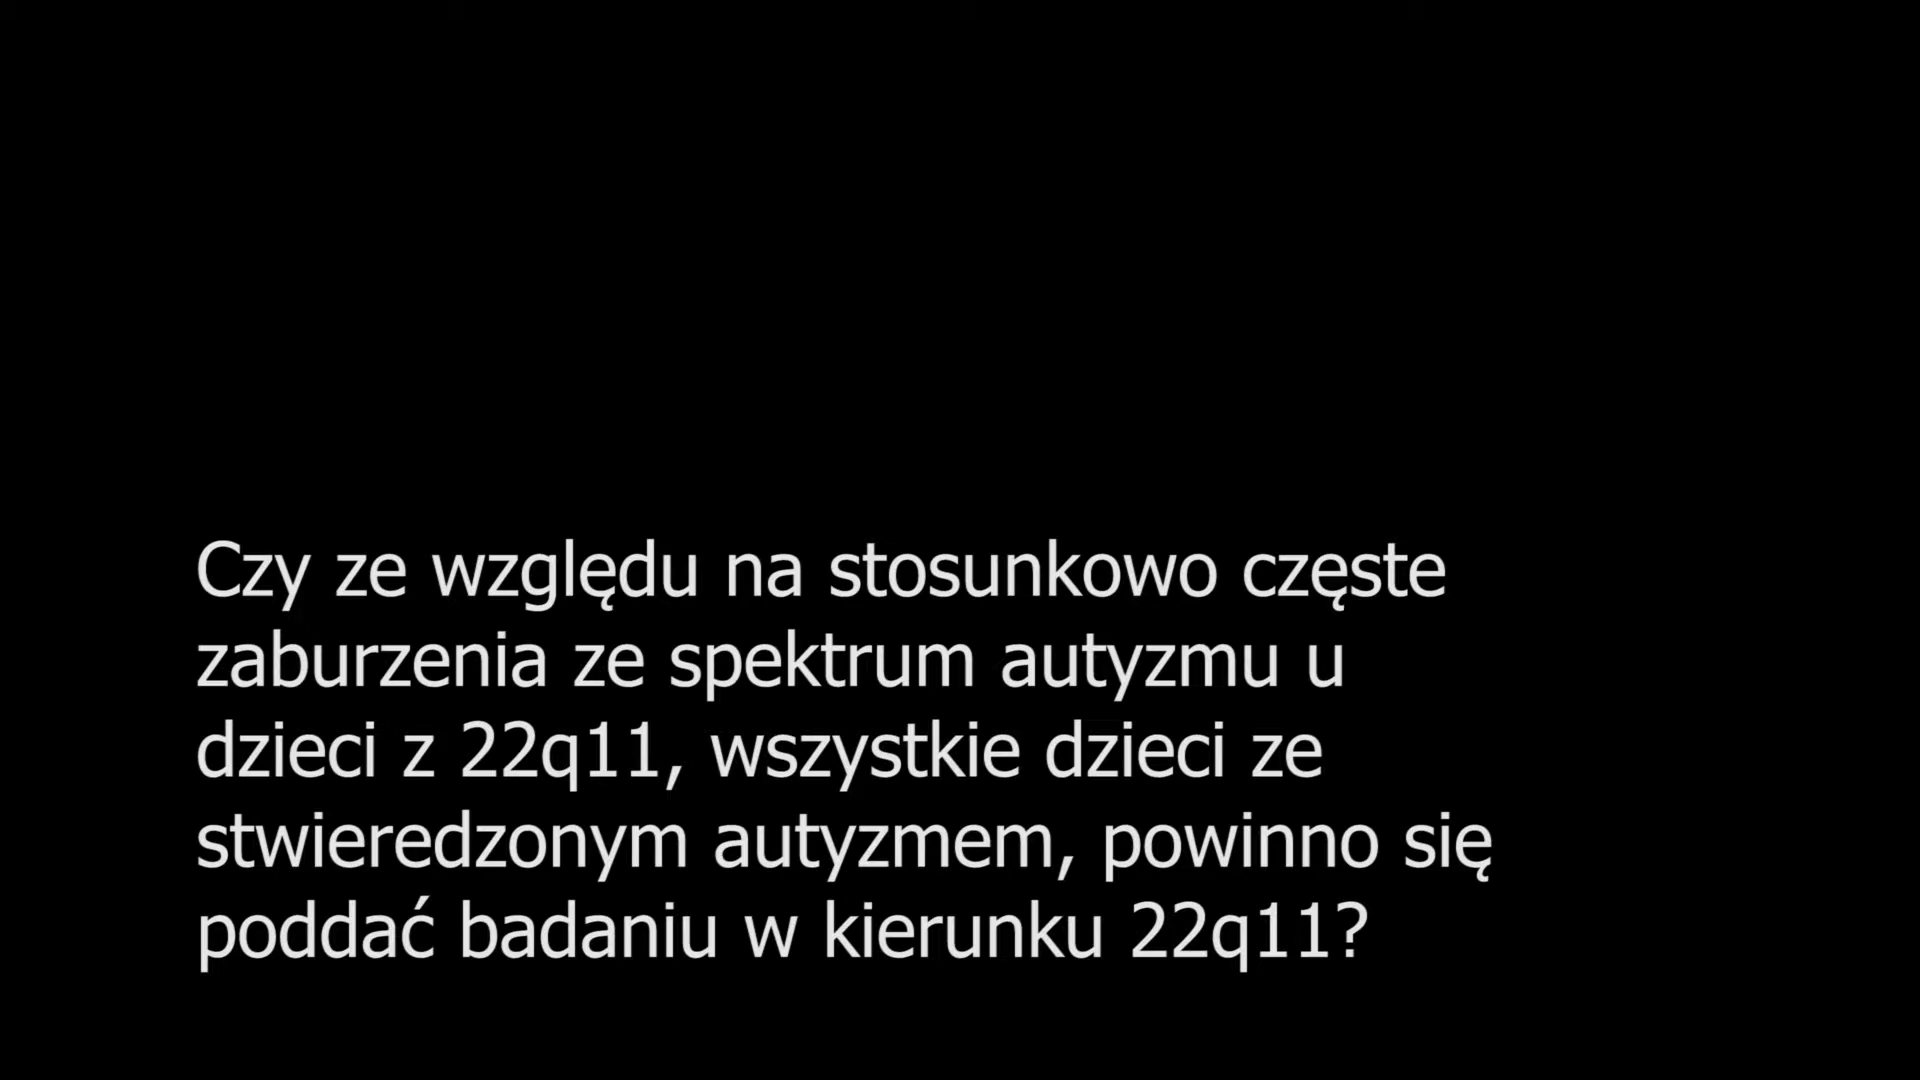 Czy ze względu na stosunkowo częste
zaburzenia ze spektrum autyzmu u
dzieci z 22q11, wszystkie dzieci ze
stwieredzonym autyzmem, powinno się
poddać badaniu w kierunku 22q11?